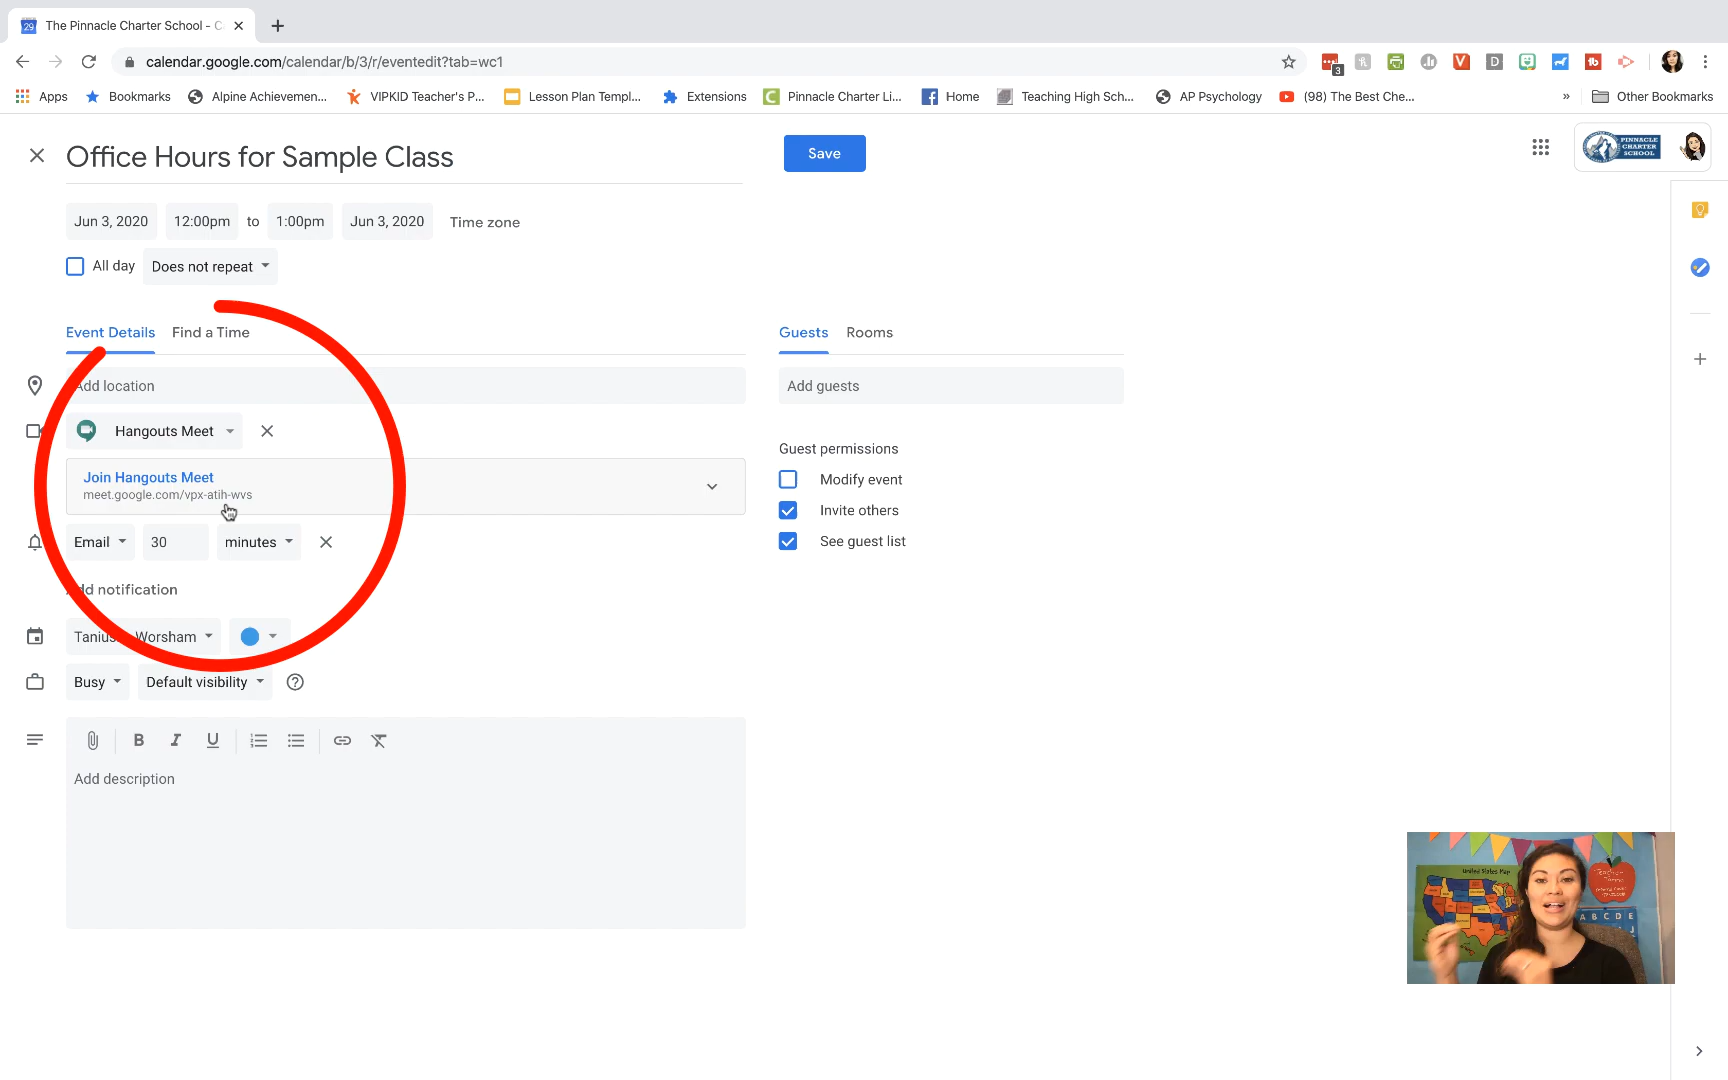 The Pinnacle Charter School - C
calendar.google.com/calendar/b/3/r/eventedit?tab=wc1
3
Apps
Bookmarks
Alpine Achievemen...
VIPKID Teacher's P...
Lesson Plan Templ...
Extensions
Pinnacle Charter Li...
Home
Teaching High Sch...
AP Psychology
(98) The Best Che...
»
Other Bookmarks
Office Hours for Sample Class
Save
PINNACLE
CHARTER
SCHOOL
Jun 3, 2020
12:00pm
to
1:00pm
Jun 3, 2020
Time zone
All day
Does not repeat
Event Details
Find a Time
Guests
Rooms
Add location
Add guests
Hangouts Meet
Join Hangouts Meet
meet.google.com/vpx-atih-wvs
Guest permissions
Modify event
Invite others
See guest list
Email
30
minutes
Add notification
Worsham
Busy
Default visibility
B
I
U
Add description
United States Map
A B C D E